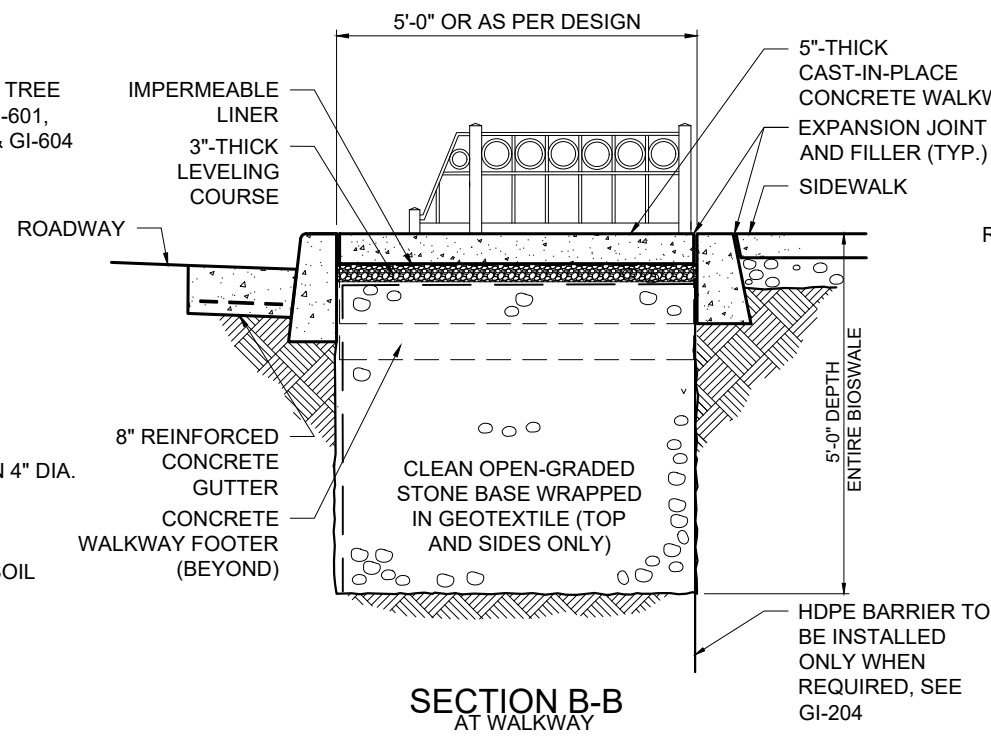 5'-0" OR AS PER DESIGN
TREE
-601,
& GI-604
IMPERMEABLE
LINER
3"-THICK
LEVELING
COURSE
ROADWAY
5"-THICK
CAST-IN-PLACE
CONCRETE WALKW
EXPANSION JOINT
AND FILLER (TYP.)
SIDEWALK
R
8" REINFORCED
CONCRETE
GUTTER
N 4" DIA.
CONCRETE
WALKWAY FOOTER
(BEYOND)
SOIL
CLEAN OPEN-GRADED
STONE BASE WRAPPED
IN GEOTEXTILE (TOP
AND SIDES ONLY)
5'-0" DEPTH
ENTIRE BIOSWALE
HDPE BARRIER TO
BE INSTALLED
ONLY WHEN
REQUIRED, SEE
GI-204
SECTION B-B
AT WALKWAY